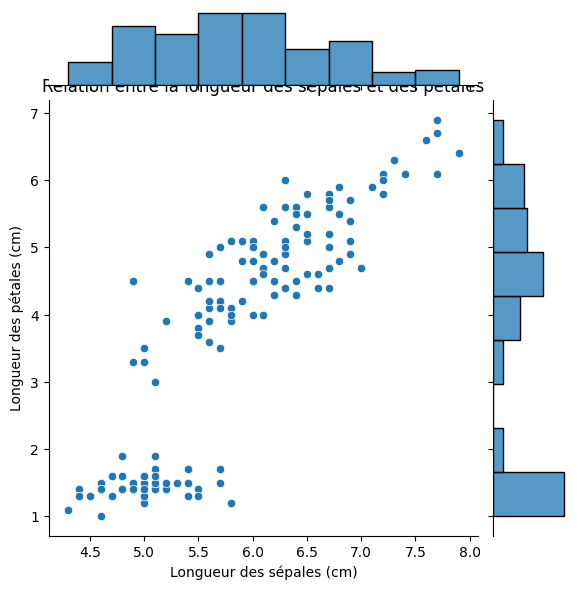 Relation entre la longueur des sépales et des pétales
7
6
5
4
3
2
1
Longueur des pétales (cm)
4.5 5.0 5.5 6.0 6.5 7.0 7.5 8.0
Longueur des sépales (cm)